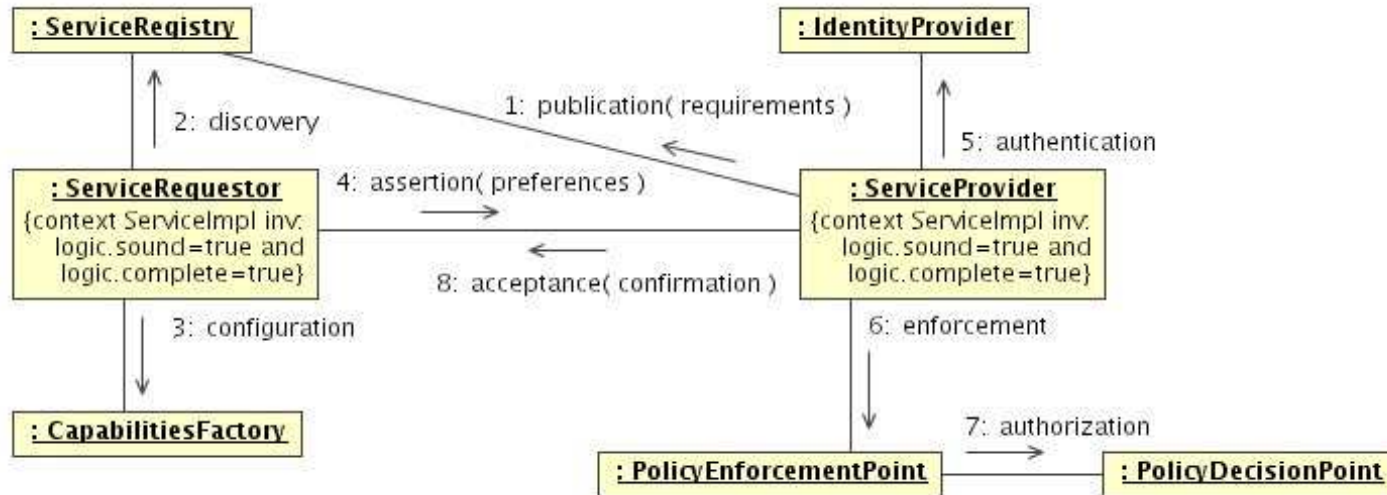 : ServiceRegistry
: IdentityProvider
1: publication( requirements )
2: discovery
5: authentication
: ServiceRequestor
{context ServiceImpl inv:
logic.sound=true and
logic.complete=true}
4: assertion( preferences )
8: acceptance( confirmation )
: ServiceProvider
{context ServiceImpl inv:
logic.sound=true and
logic.complete=true}
3: configuration
6: enforcement
: CapabilitiesFactory
7: authorization
: PolicyEnforcementPoint
: PolicyDecisionPoint